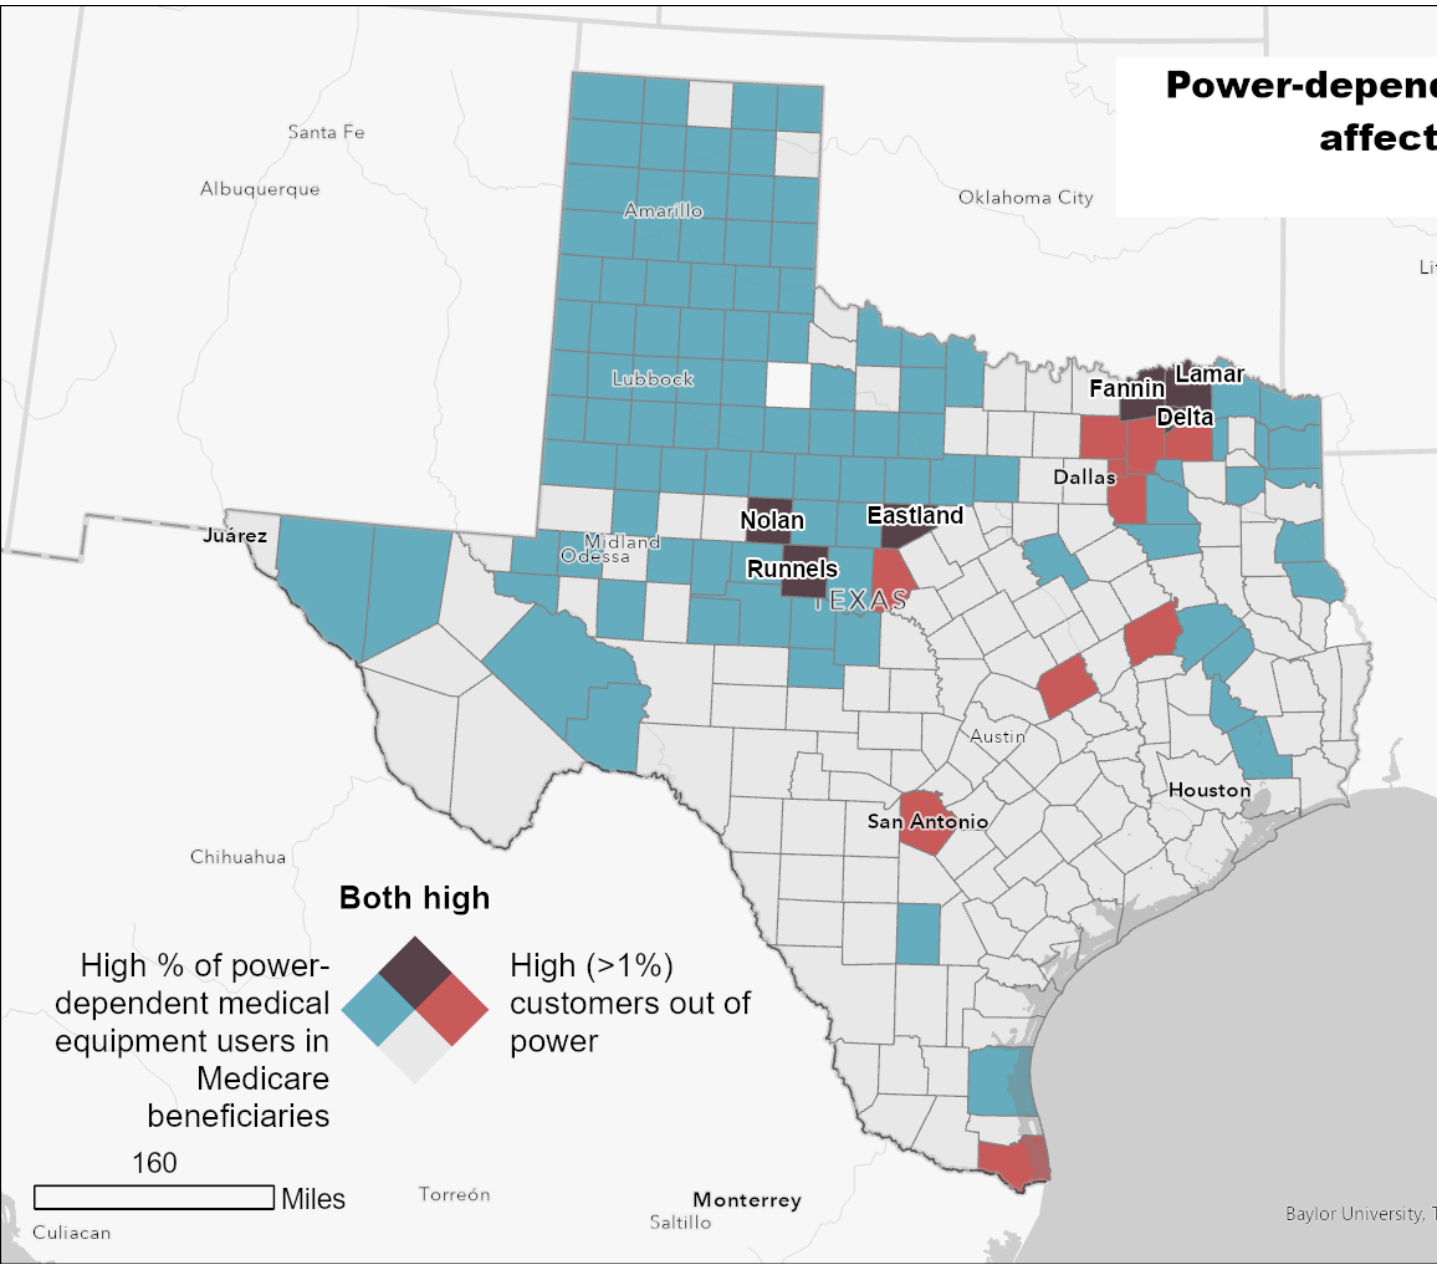 Power-depend
affect
Santa Fe
Albuquerque
Oklahoma City
Amarillo
Lit
Lubbock
Fannin
Lamar
Delta
Dallas
Nolan
Eastland
Juárez
Midland
Odessa
Runnels
TEXAS
Austin
Houston
San Antonio
Chihuahua
Both high
High % of power-
dependent medical
equipment users in
Medicare
beneficiaries
High (>1%)
customers out of
power
160
Miles
Torreón
Monterrey
Saltillo
Culiacan
Baylor University, T